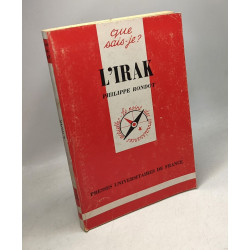 que
sais-je?
L'IRAK
PHILIPPE RONDOT
PRESSES UNIVERSITAIRES DE FRANCE